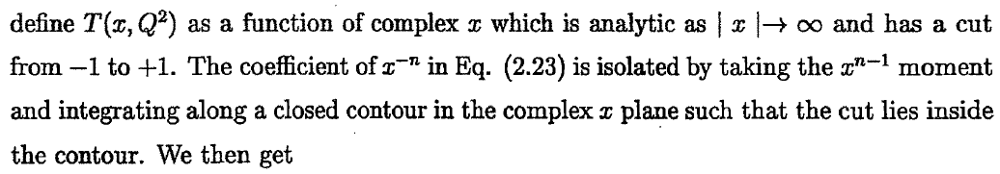 define T(x, Q²) as a function of complex x which is analytic as | x |→ ∞ and has a cut
from −1 to +1. The coefficient of x⁻ⁿ in Eq. (2.23) is isolated by taking the xⁿ⁻¹ moment
and integrating along a closed contour in the complex x plane such that the cut lies inside
the contour. We then get